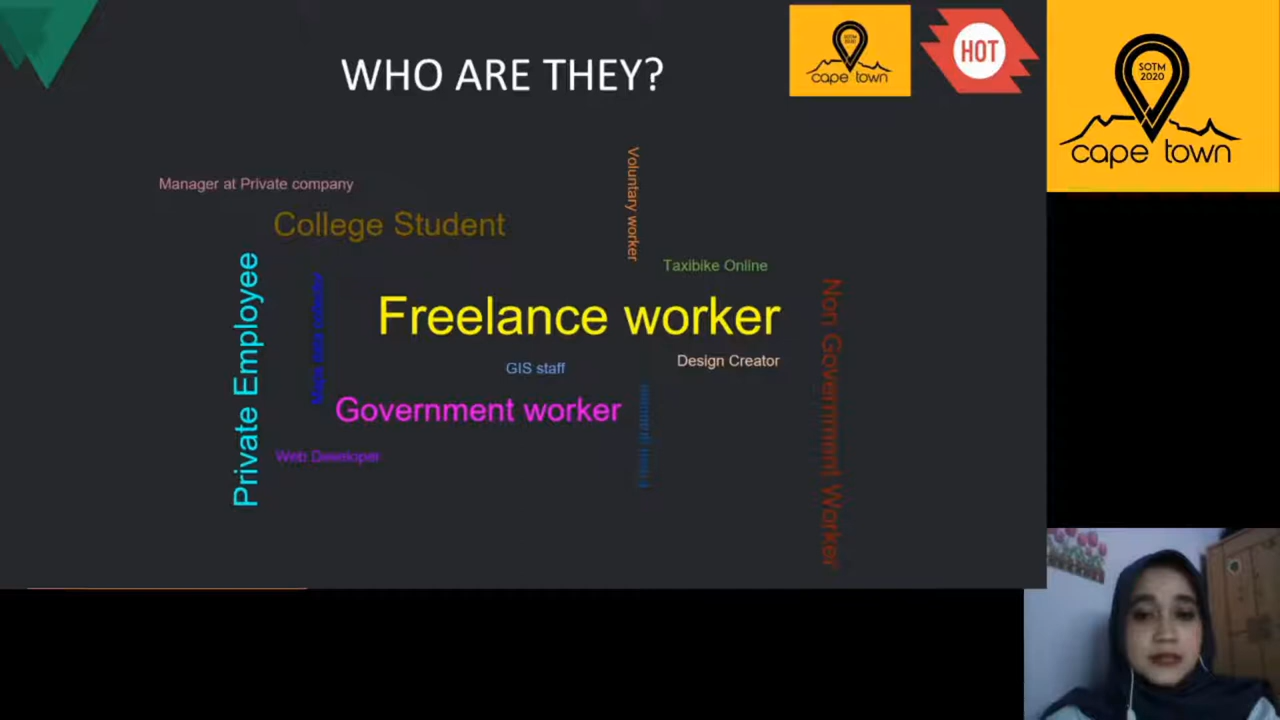 WHO ARE THEY?
SOTM
2020
cape town
HOT
SOTM
2020
cape town
Manager at Private company
College Student
Voluntary worker
Taxibike Online
Private Employee
Freelance worker
Non Government Worker
GIS staff
Design Creator
Government worker
Web Developer